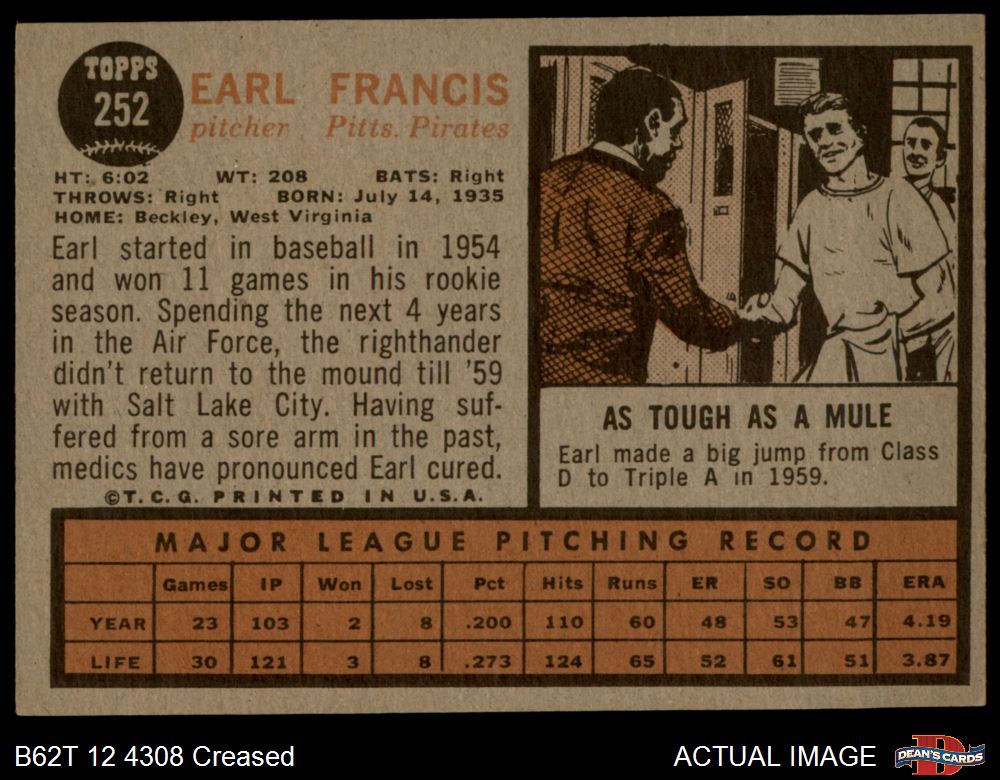 TOPPS
252
EARL FRANCIS
pitcher Pitts. Pirates
HT: 6:02 WT: 208 BATS: Right
THROWS: Right BORN: July 14, 1935
HOME: Beckley, West Virginia
Earl started in baseball in 1954
and won 11 games in his rookie
season. Spending the next 4 years
in the Air Force, the righthander
didn't return to the mound till '59
with Salt Lake City. Having suf-
fered from a sore arm in the past,
medics have pronounced Earl cured.
©T.C.G. PRINTED IN U.S.A.
AS TOUGH AS A MULE
Earl made a big jump from Class
D to Triple A in 1959.
MAJOR LEAGUE PITCHING RECORD
Games IP Won Lost Pct Hits Runs ER SO BB ERA
YEAR 23 103 2 8 .200 110 60 48 53 47 4.19
LIFE 30 121 3 8 .273 124 65 52 61 51 3.87
B62T 12 4308 Creased
ACTUAL IMAGE
DEAN'S CARDS